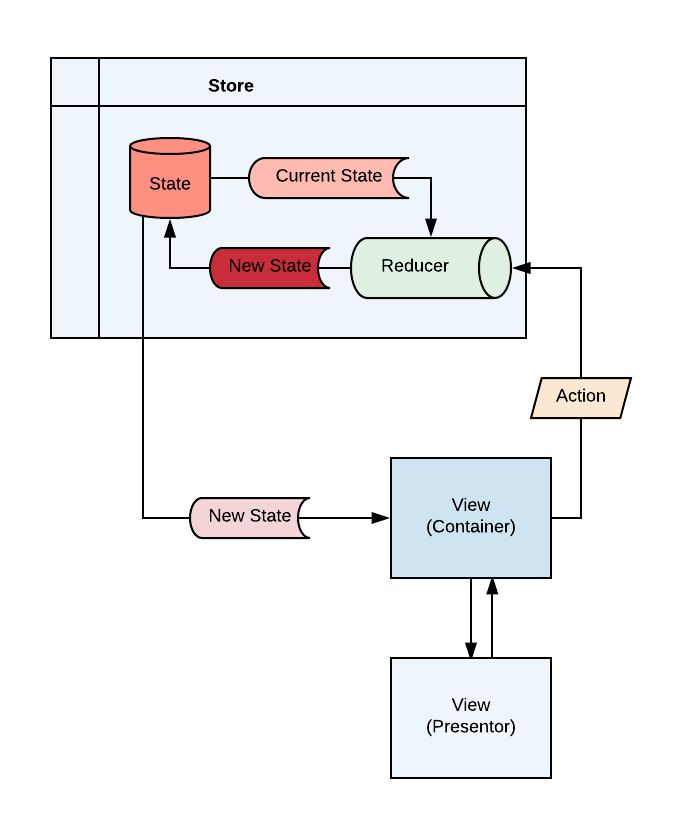 Store
State
Current State
New State
Reducer
Action
View
(Container)
New State
View
(Presentor)